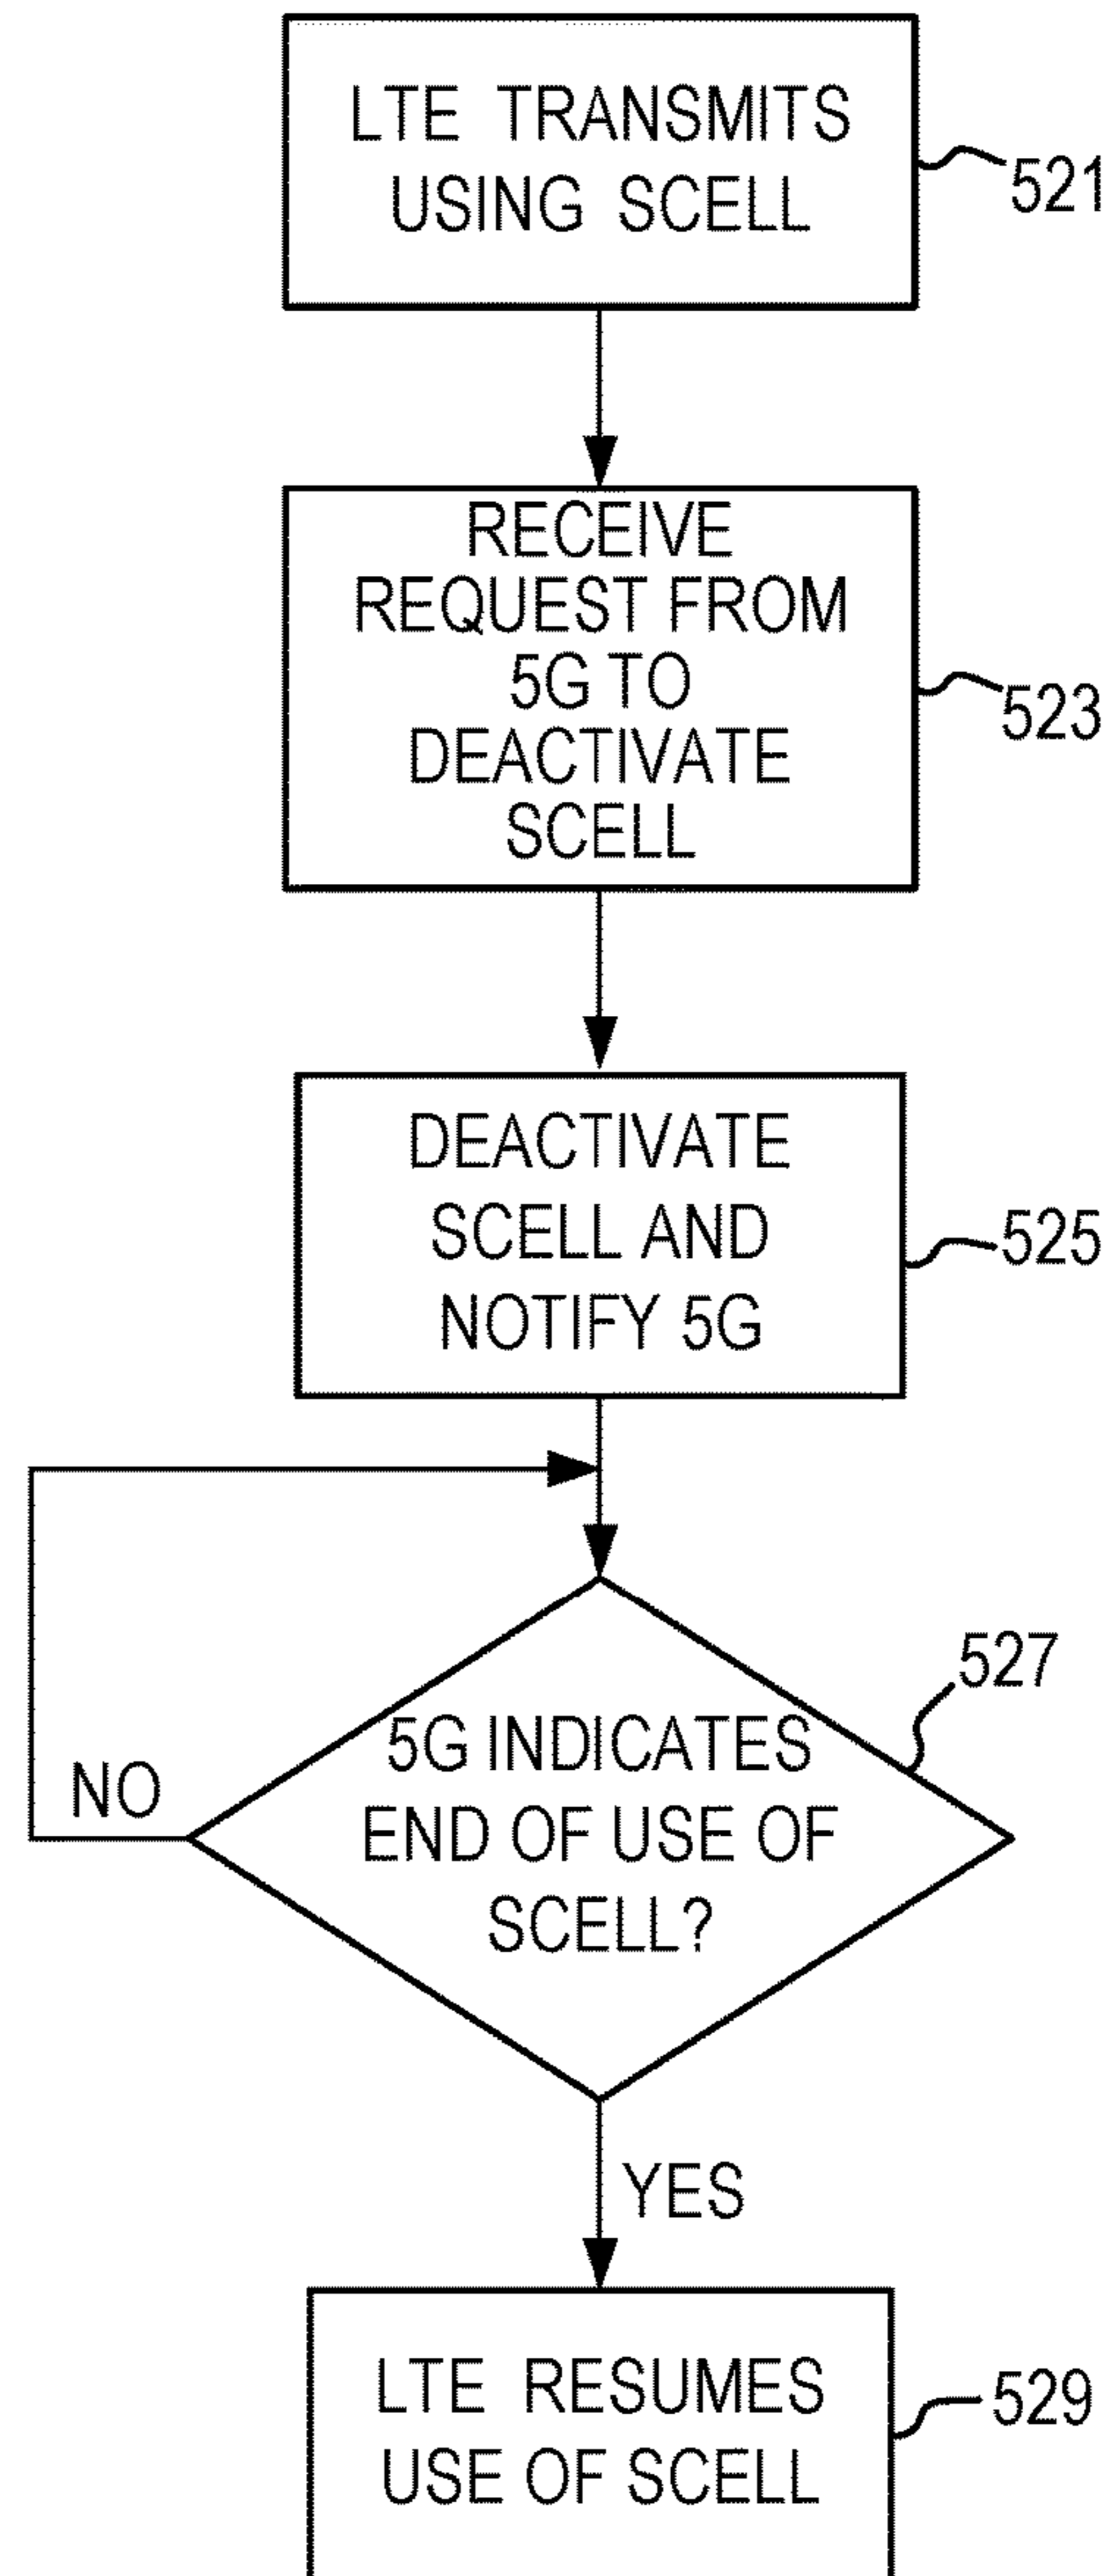 LTE TRANSMITS
USING SCELL
521
RECEIVE
REQUEST FROM
5G TO
DEACTIVATE
SCELL
523
DEACTIVATE
SCELL AND
NOTIFY 5G
525
527
5G INDICATES
END OF USE OF
SCELL?
NO
YES
LTE RESUMES
USE OF SCELL
529